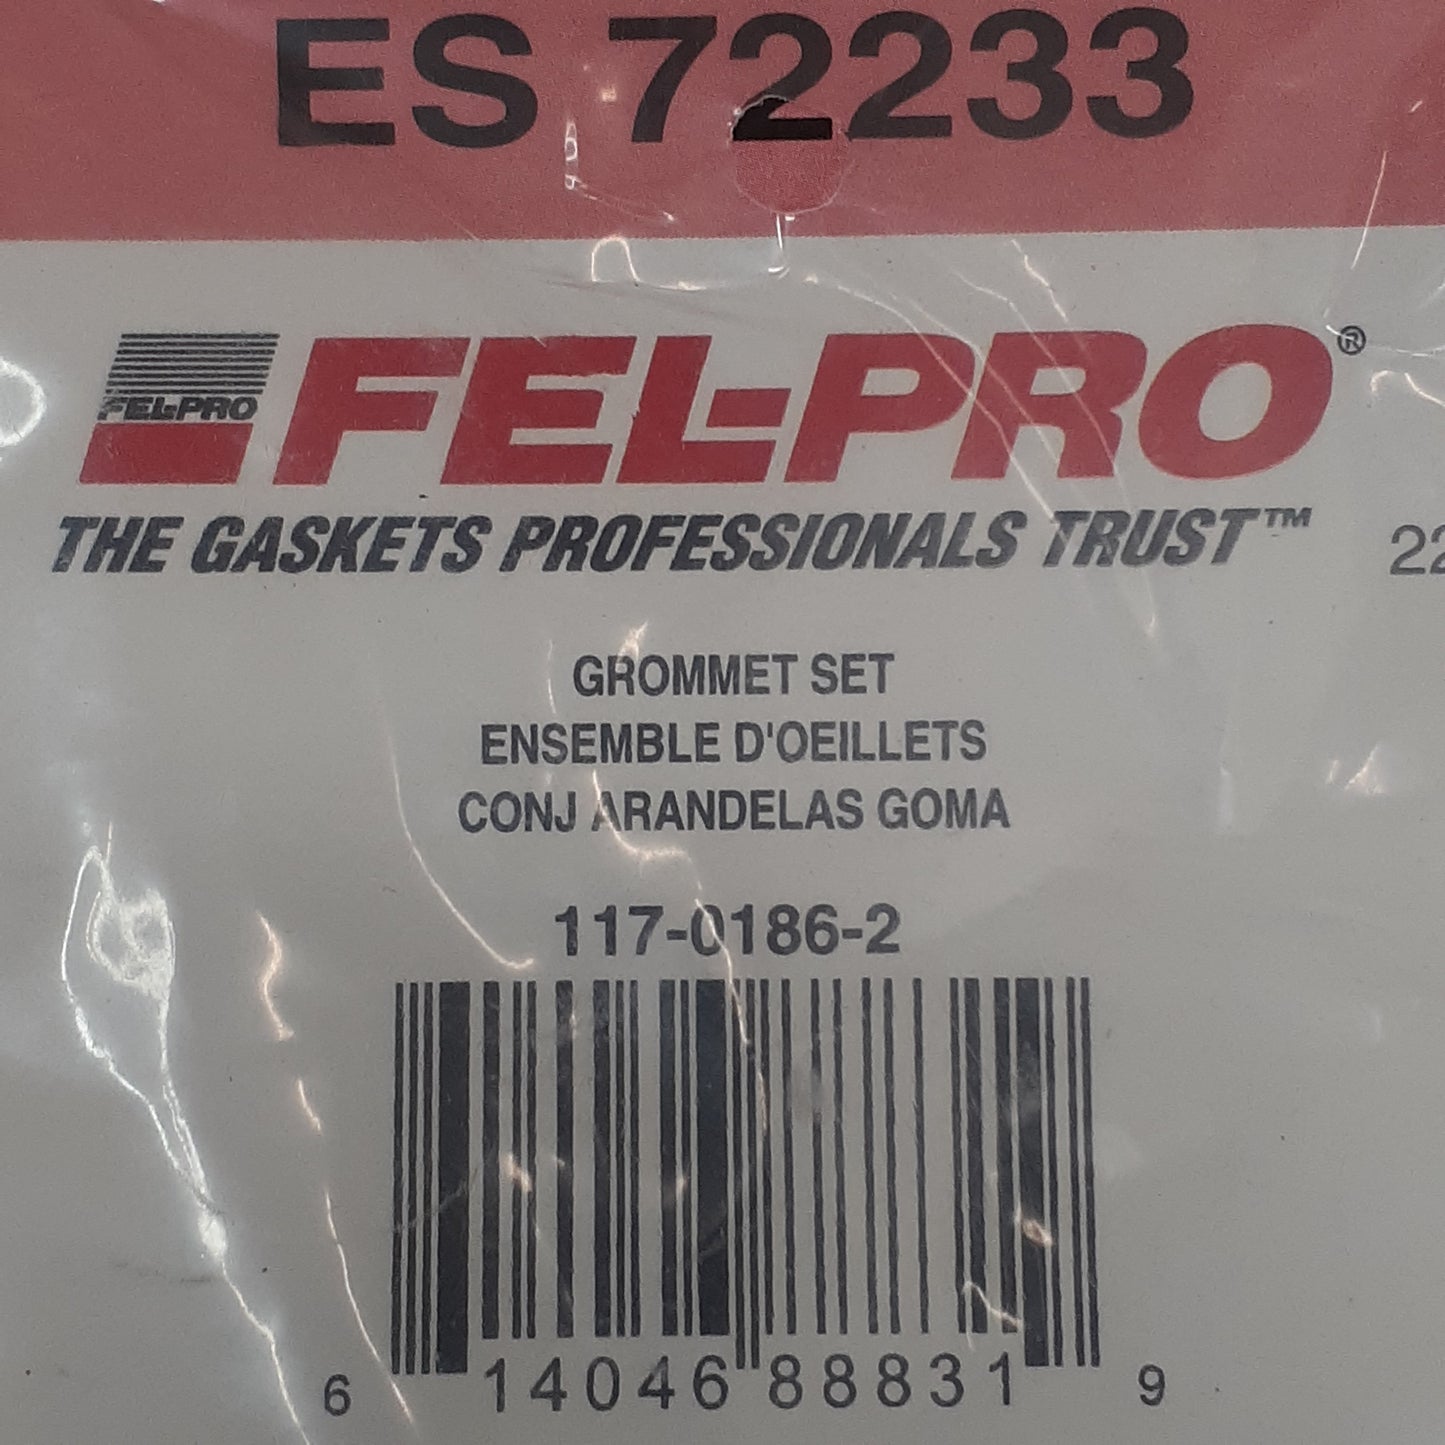 ES 72233
FEL-PRO
FEL-PRO®
THE GASKETS PROFESSIONALS TRUST™
GROMMET SET
ENSEMBLE D'OEILLETS
CONJ ARANDELAS GOMA
117-0186-2
6 14046 88831 9